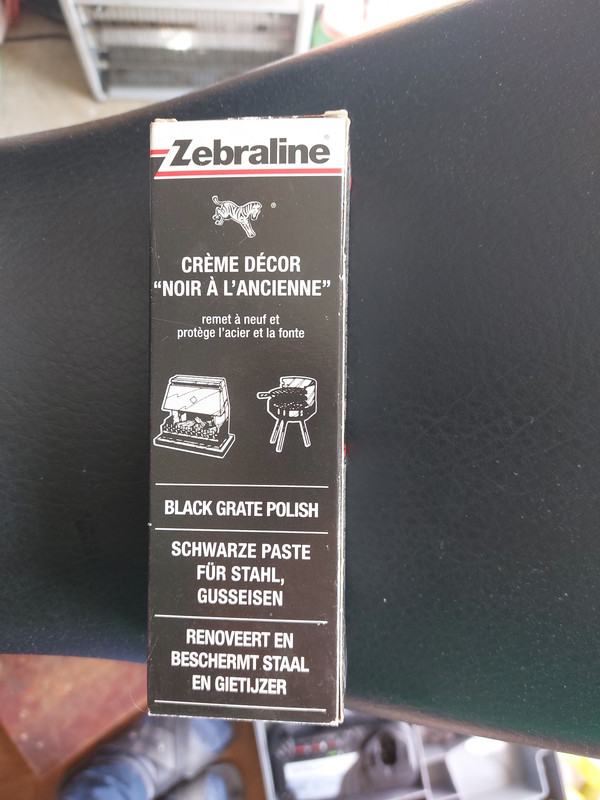 Zebraline®
®
CRÈME DÉCOR
“NOIR À L’ANCIENNE”
remet à neuf et
protège l’acier et la fonte
BLACK GRATE POLISH
SCHWARZE PASTE
FÜR STAHL,
GUSSEISEN
RENOVEERT EN
BESCHERMT STAAL
EN GIETIJZER